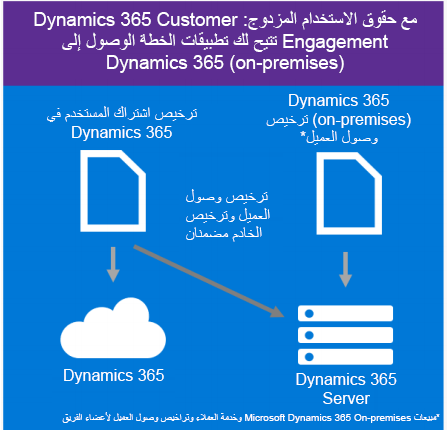 مع حقوق الاستخدام المزدوج: Dynamics 365 Customer
Engagement تتيح لك تطبيقات الخطة الوصول إلى
Dynamics 365 (on-premises)
Dynamics 365
(on-premises) ترخيص
وصول العميل*
ترخيص اشتراك المستخدم في
Dynamics 365
ترخيص وصول
العميل وترخيص
الخادم مضمنان
Dynamics 365
Dynamics 365
Server
*مبيعات Microsoft Dynamics 365 On-premises وخدمة العملاء وتراخيص وصول العميل لأعضاء الفريق